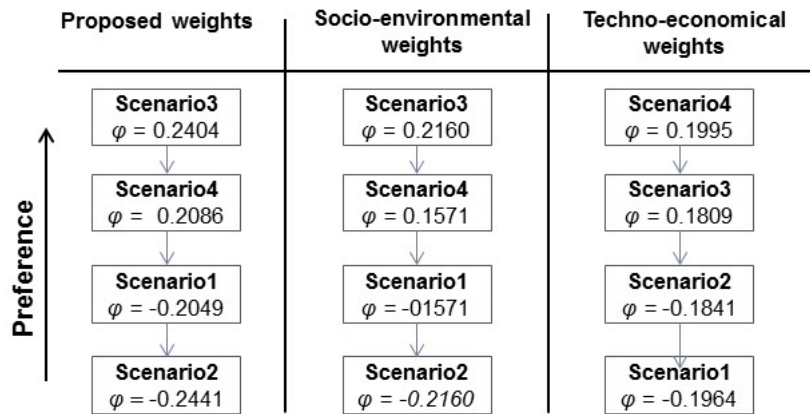 Proposed weights
Socio-environmental
weights
Techno-economical
weights
Preference
Scenario3
φ = 0.2404
Scenario4
φ = 0.2086
Scenario1
φ = -0.2049
Scenario2
φ = -0.2441
Scenario3
φ = 0.2160
Scenario4
φ = 0.1571
Scenario1
φ = -01571
Scenario2
φ = -0.2160
Scenario4
φ = 0.1995
Scenario3
φ = 0.1809
Scenario2
φ = -0.1841
Scenario1
φ = -0.1964